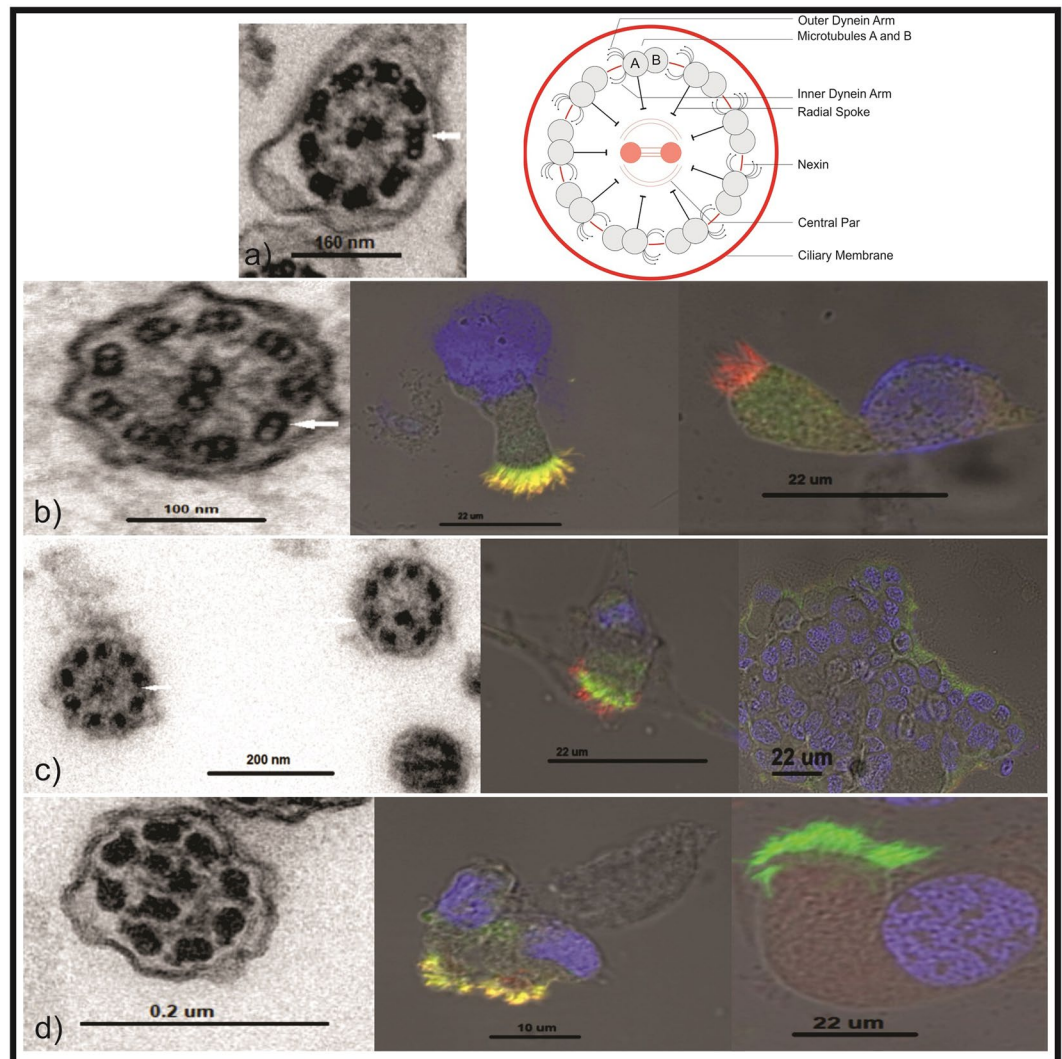 Outer Dynein Arm
Microtubules A and B
A B
Inner Dynein Arm
Radial Spoke
Nexin
Central Par
Ciliary Membrane
a)
160 nm
b)
100 nm
22 um
22 um
c)
200 nm
22 um
22 um
d)
0.2 um
10 um
22 um